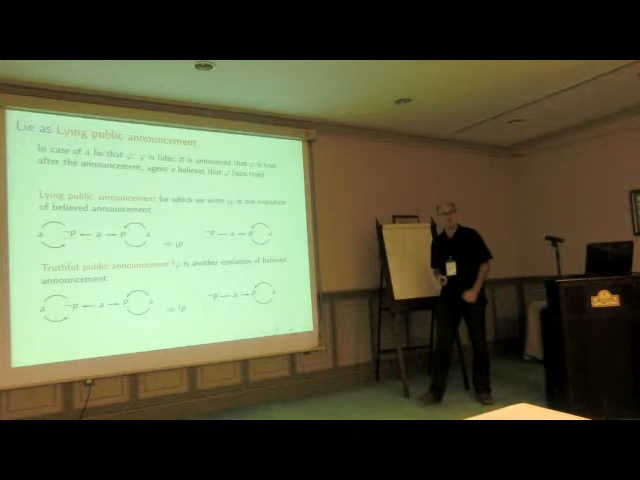 Lie as Lying public announcement
In case of a lie that φ: φ is false, it is announced that φ is true
after the announcement, agent a believes that φ (was true)
Lying public announcement for which we write ¡φ is one execution
of believed announcement:
a ¬p ← a → p a ⇒ ¡p ¬p — a → p a
Truthful public announcement !φ is another execution of believed
announcement:
a ¬p ← a → p a ⇒ !p ¬p — a → p a